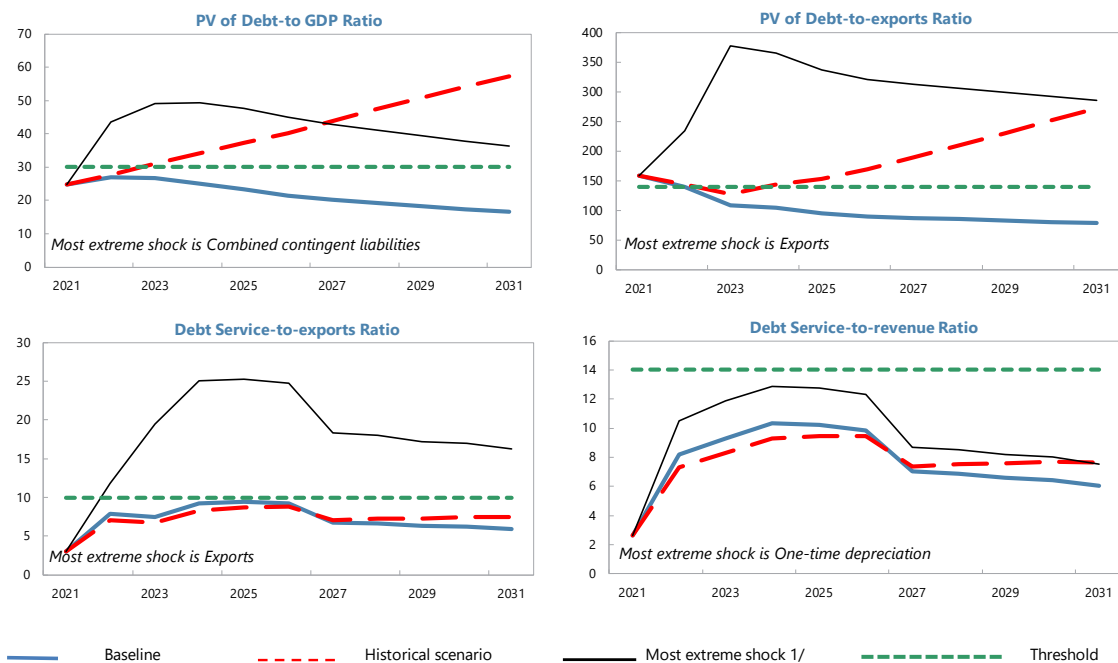 PV of Debt-to GDP Ratio
70
60
50
40
30
20
10
0
Most extreme shock is Combined contingent liabilities
2021 2023 2025 2027 2029 2031
PV of Debt-to-exports Ratio
400
350
300
250
200
150
100
50
0
Most extreme shock is Exports
2021 2023 2025 2027 2029 2031
Debt Service-to-exports Ratio
30
25
20
15
10
5
0
Most extreme shock is Exports
2021 2023 2025 2027 2029 2031
Debt Service-to-revenue Ratio
16
14
12
10
8
6
4
2
0
Most extreme shock is One-time depreciation
2021 2023 2025 2027 2029 2031
Baseline Historical scenario Most extreme shock 1/ Threshold